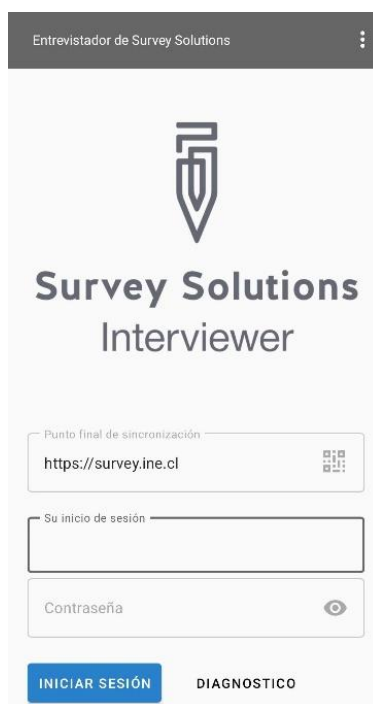 Entrevistador de Survey Solutions
Survey Solutions
Interviewer
Punto final de sincronización
https://survey.ine.cl
Su inicio de sesión
Contraseña
INICIAR SESIÓN DIAGNOSTICO